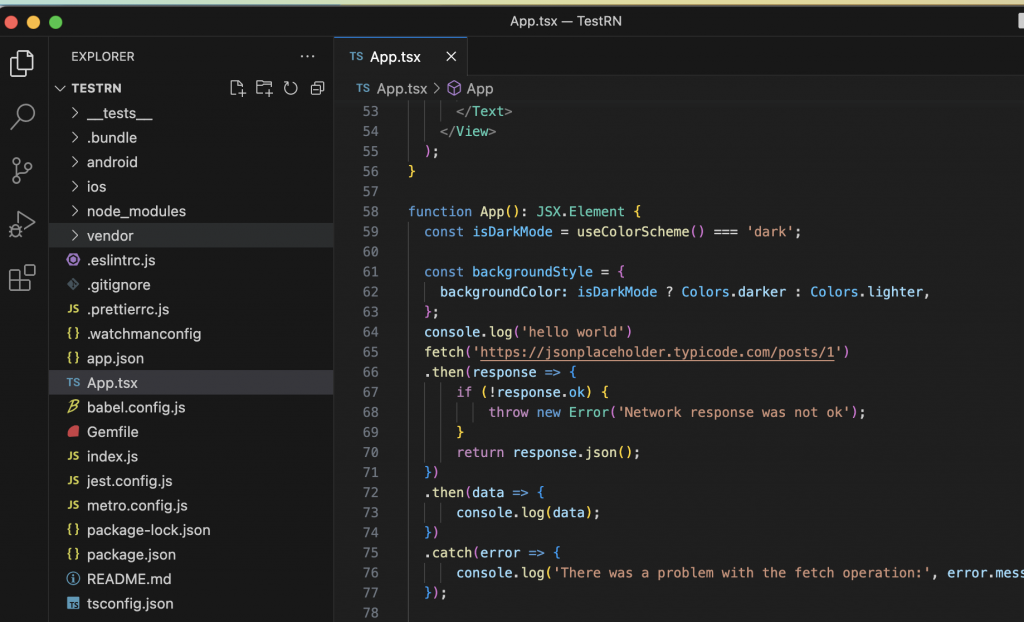 App.tsx — TestRN
EXPLORER
TESTRN
__tests__
.bundle
android
ios
node_modules
vendor
.eslintrc.js
.gitignore
JS .prettierrc.js
{} .watchmanconfig
{} app.json
TS App.tsx
babel.config.js
Gemfile
JS index.js
JS jest.config.js
JS metro.config.js
{} package-lock.json
{} package.json
README.md
TS tsconfig.json
TS App.tsx
TS App.tsx > App
53 </Text>
54 </View>
55 );
56 }
57
58 function App(): JSX.Element {
59 const isDarkMode = useColorScheme() === 'dark';
60
61 const backgroundStyle = {
62 backgroundColor: isDarkMode ? Colors.darker : Colors.lighter,
63 };
64 console.log('hello world')
65 fetch('https://jsonplaceholder.typicode.com/posts/1')
66 .then(response => {
67 if (!response.ok) {
68 throw new Error('Network response was not ok');
69 }
70 return response.json();
71 })
72 .then(data => {
73 console.log(data);
74 })
75 .catch(error => {
76 console.log('There was a problem with the fetch operation:', error.mess
77 });
78